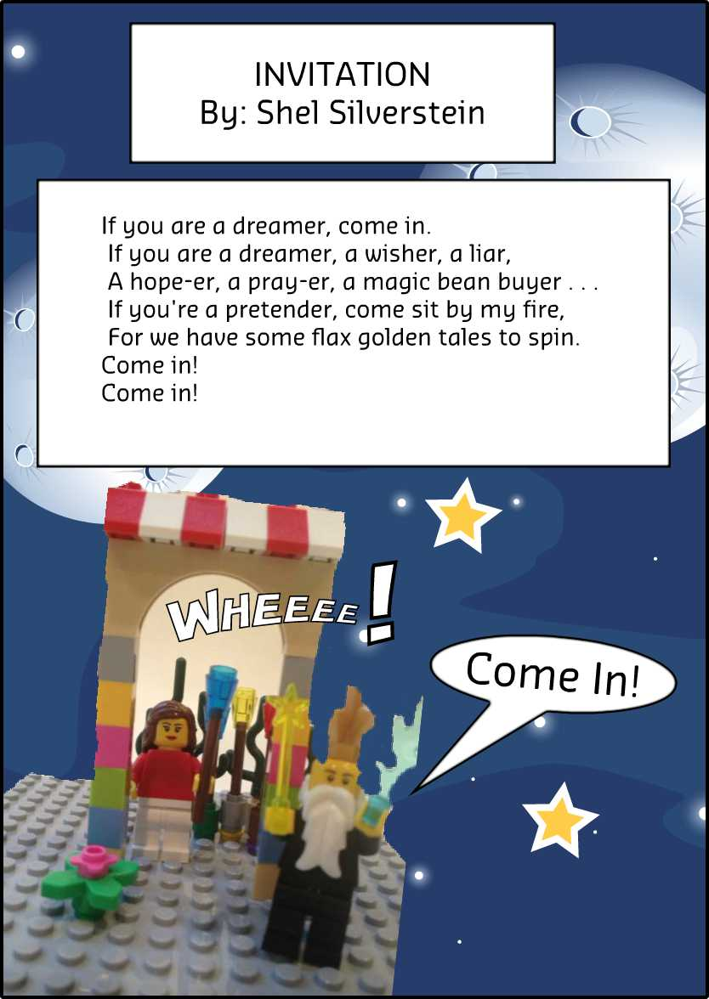 INVITATION
By: Shel Silverstein
If you are a dreamer, come in.
If you are a dreamer, a wisher, a liar,
A hope-er, a pray-er, a magic bean buyer . . .
If you're a pretender, come sit by my fire,
For we have some flax golden tales to spin.
Come in!
Come in!
WHEEEE!
Come In!